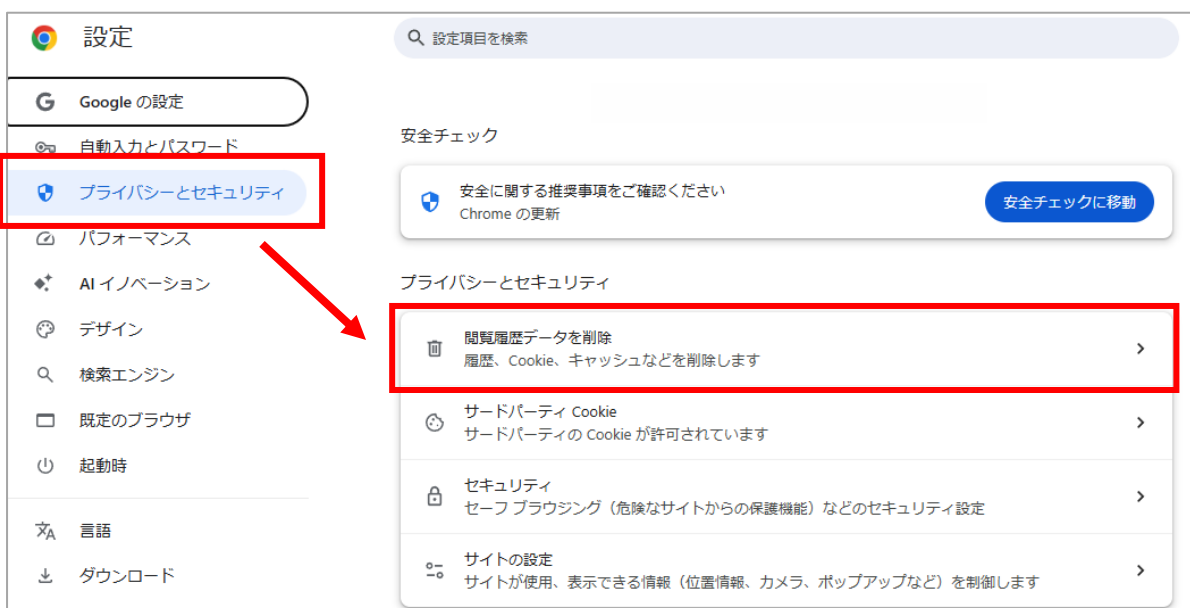 設定
設定項目を検索
Google の設定
自動入力とパスワード
プライバシーとセキュリティ
パフォーマンス
AI イノベーション
デザイン
検索エンジン
既定のブラウザ
起動時
言語
ダウンロード
安全チェック
安全に関する推奨事項をご確認ください
Chrome の更新
安全チェックに移動
プライバシーとセキュリティ
閲覧履歴データを削除
履歴、Cookie、キャッシュなどを削除します
サードパーティ Cookie
サードパーティの Cookie が許可されています
セキュリティ
セーフ ブラウジング（危険なサイトからの保護機能）などのセキュリティ設定
サイトの設定
サイトが使用、表示できる情報（位置情報、カメラ、ポップアップなど）を制御します